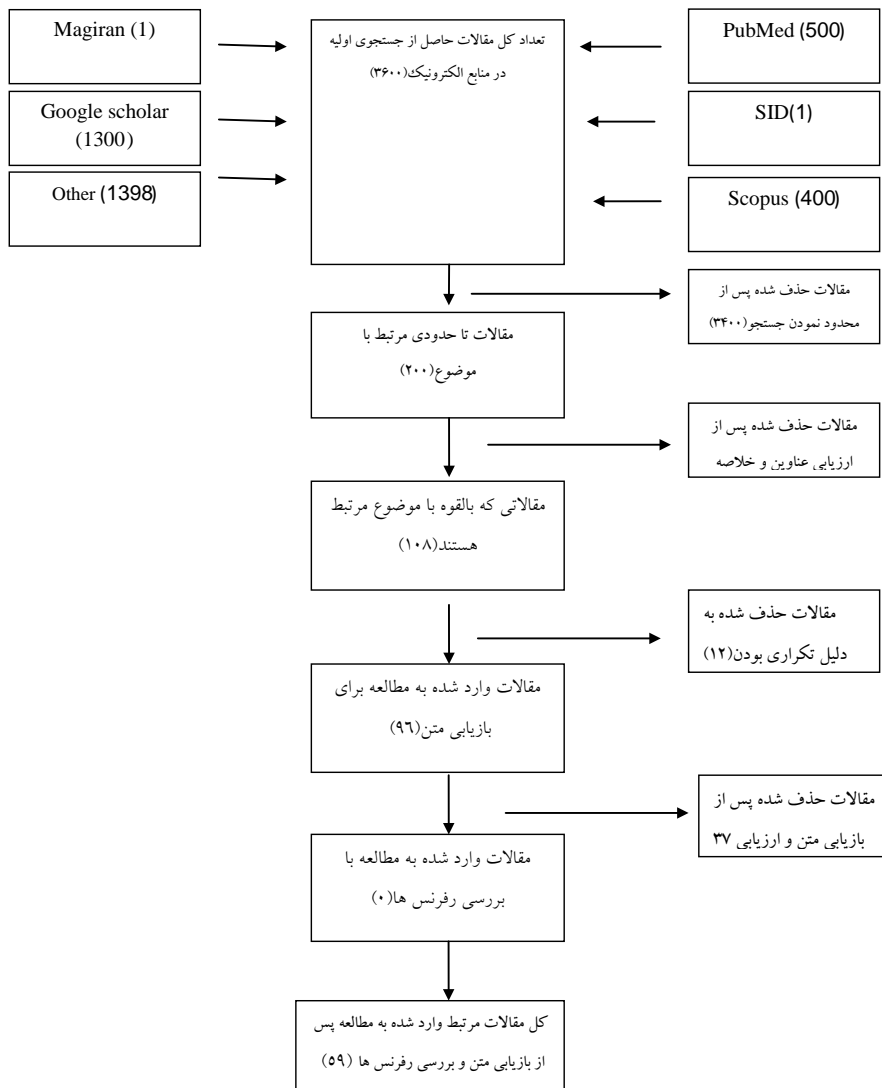 Magiran (1)
Google scholar
(1300)
Other (1398)
تعداد کل مقالات حاصل از جستجوی اولیه
در منابع الکترونیک(۳۶۰۰)
PubMed (500)
SID(1)
Scopus (400)
مقالات حذف شده پس از
محدود نمودن جستجو(۳۴۰۰)
مقالات تا حدودی مرتبط با
موضوع(۲۰۰)
مقالات حذف شده پس از
ارزیابی عناوین و خلاصه
مقالاتی که بالقوه با موضوع مرتبط
هستند(۱۰۸)
مقالات حذف شده به
دلیل تکراری بودن(۱۲)
مقالات وارد شده به مطالعه برای
بازیابی متن(۹۶)
مقالات حذف شده پس از
بازیابی متن و ارزیابی ۳۷
مقالات وارد شده به مطالعه با
بررسی رفرنس ها(۰)
کل مقالات مرتبط وارد شده به مطالعه پس
از بازیابی متن و بررسی رفرنس ها (۵۹)